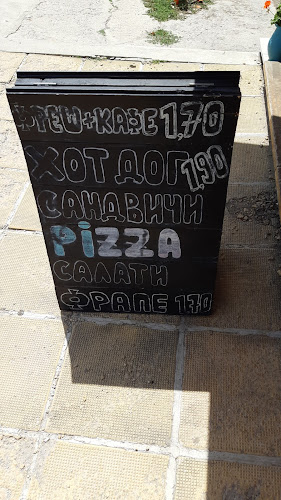 ФРЕШ+КАФЕ 1,70
ХОТ ДОГ 1,90
САНДВИЧИ
PiZZA
САЛАТИ
ФРАПЕ 1.70